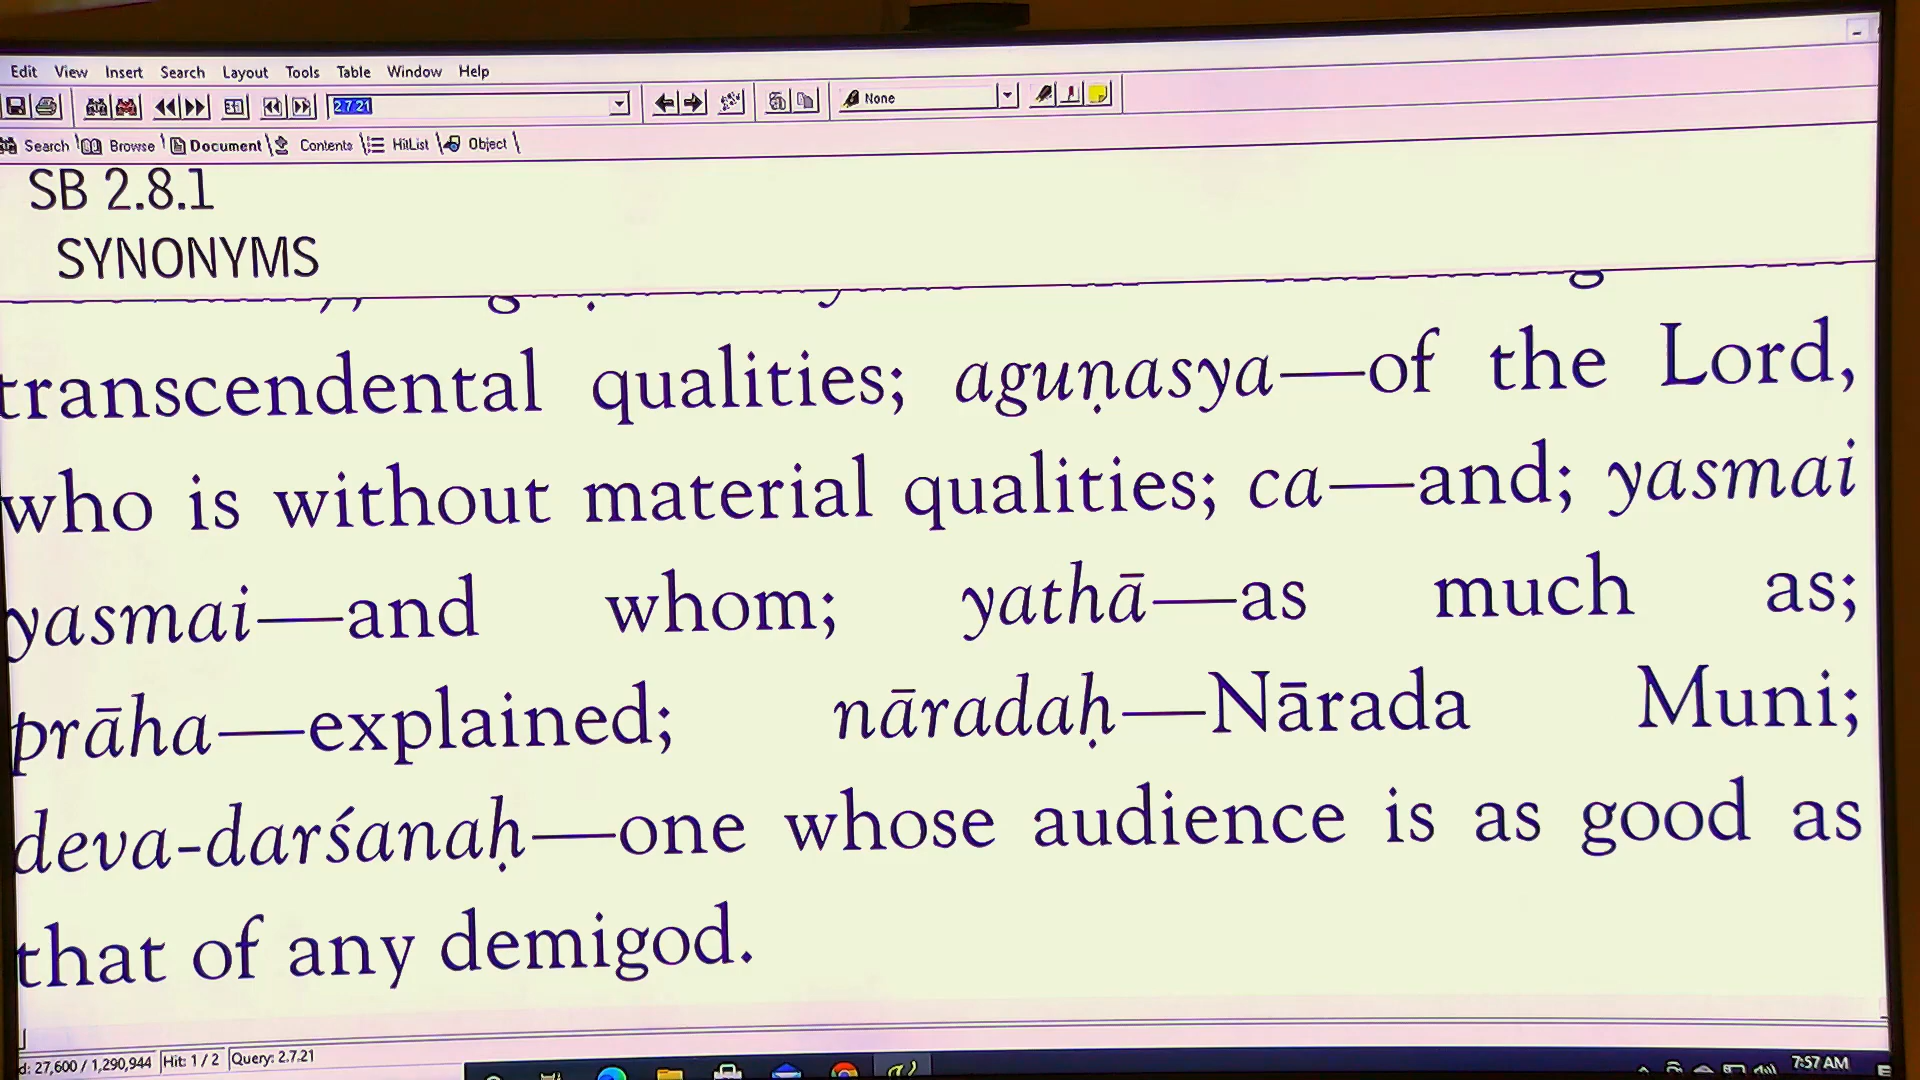 Edit View Insert Search Layout Tools Table Window Help
2.7.21
None
Search Browse Document Contents HitList Object
SB 2.8.1
SYNONYMS
transcendental qualities; aguṇasya—of the Lord,
who is without material qualities; ca—and; yasmai
yasmai—and whom; yathā—as much as;
prāha—explained; nāradaḥ—Nārada Muni;
deva-darśanaḥ—one whose audience is as good as
that of any demigod.
d: 27,600 / 1,290,944 Hit: 1 / 2 Query: 2.7.21
7:57 AM